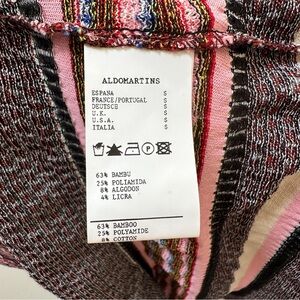 ALDOMARTINS
ESPANA S
FRANCE/PORTUGAL S
DEUTSCH S
U.K. S
U.S.A. S
ITALIA S
P
63% BAMBU
25% POLIAMIDA
8% ALGODON
4% LICRA
63% BAMBOO
25% POLYAMIDE
8% COTTON